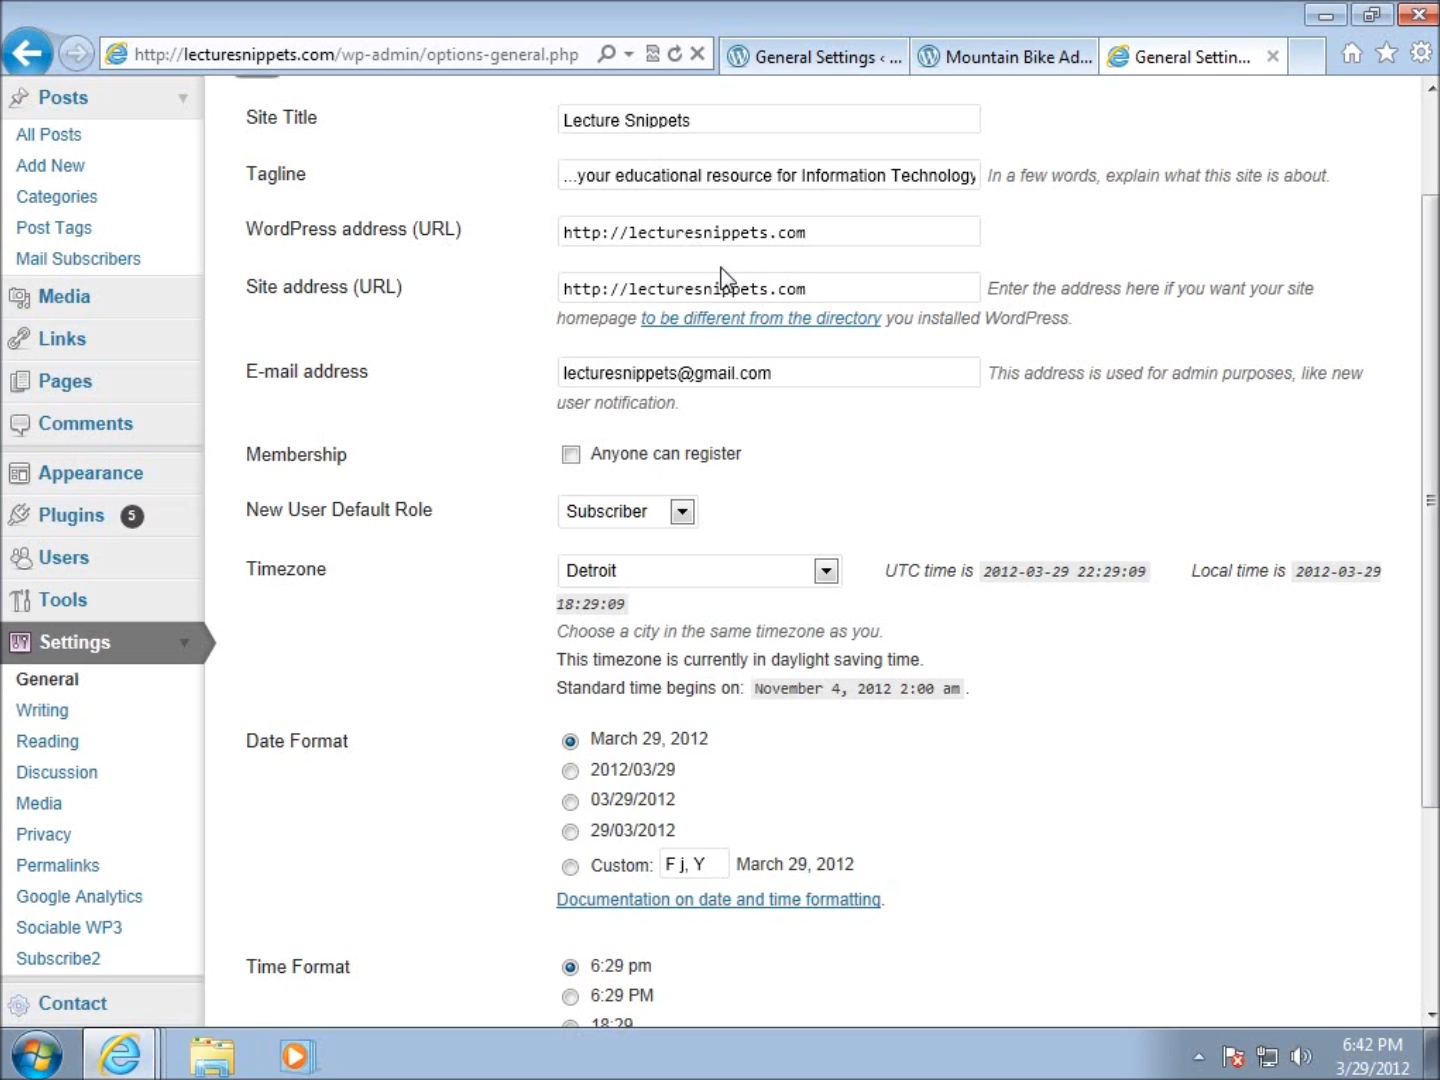 http://lecturesnippets.com/wp-admin/options-general.php
General Settings ‹ ...
Mountain Bike Ad...
General Settin...
Posts
All Posts
Add New
Categories
Post Tags
Mail Subscribers
Media
Links
Pages
Comments
Appearance
Plugins 5
Users
Tools
Settings
General
Writing
Reading
Discussion
Media
Privacy
Permalinks
Google Analytics
Sociable WP3
Subscribe2
Contact
Site Title
Lecture Snippets
Tagline
...your educational resource for Information Technology
In a few words, explain what this site is about.
WordPress address (URL)
http://lecturesnippets.com
Site address (URL)
http://lecturesnippets.com
Enter the address here if you want your site
homepage to be different from the directory you installed WordPress.
E-mail address
lecturesnippets@gmail.com
This address is used for admin purposes, like new
user notification.
Membership
Anyone can register
New User Default Role
Subscriber
Timezone
Detroit
UTC time is 2012-03-29 22:29:09
Local time is 2012-03-29
18:29:09
Choose a city in the same timezone as you.
This timezone is currently in daylight saving time.
Standard time begins on: November 4, 2012 2:00 am .
Date Format
March 29, 2012
2012/03/29
03/29/2012
29/03/2012
Custom: F j, Y March 29, 2012
Documentation on date and time formatting.
Time Format
6:29 pm
6:29 PM
18:29
6:42 PM
3/29/2012